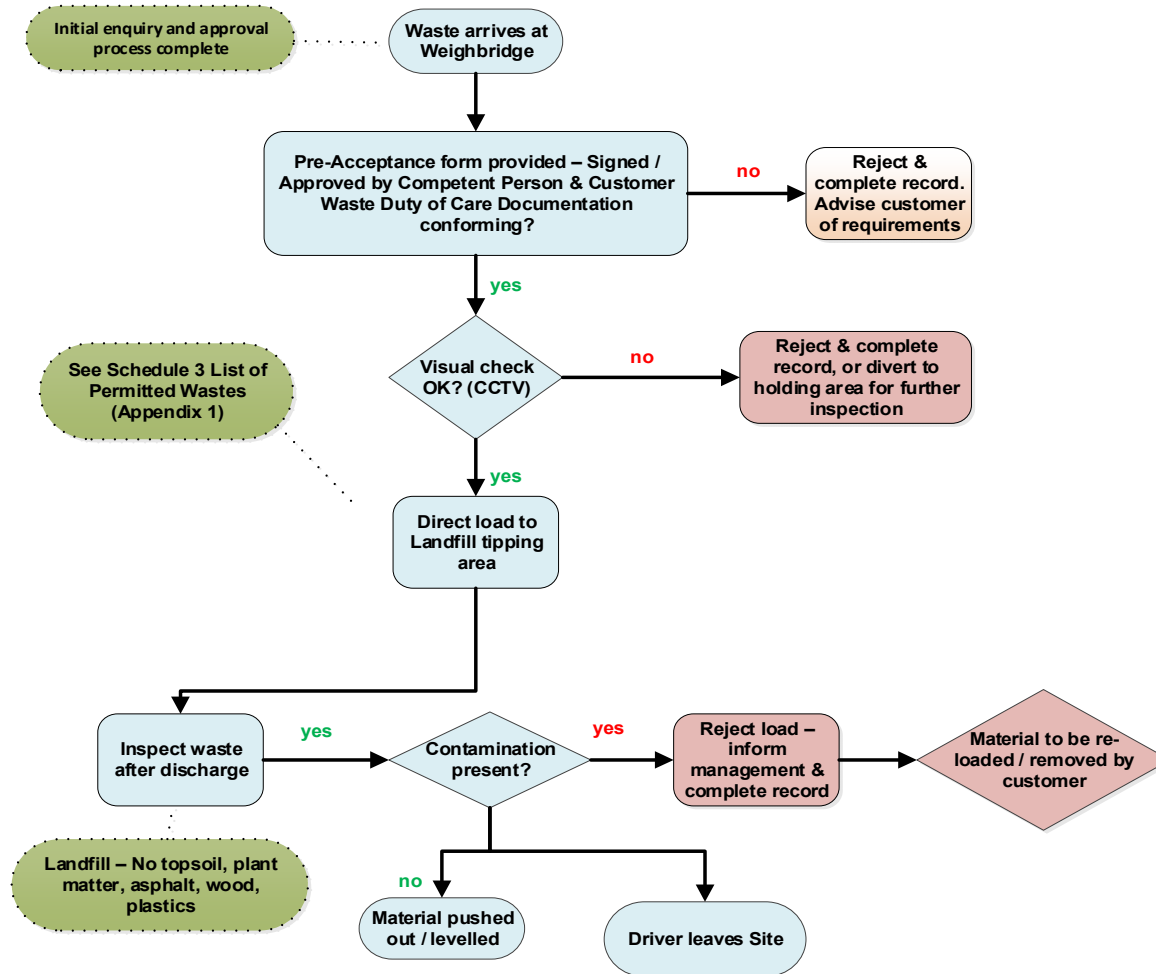 Initial enquiry and approval
process complete
Waste arrives at
Weighbridge
Pre-Acceptance form provided – Signed /
Approved by Competent Person & Customer
Waste Duty of Care Documentation
conforming?
no
Reject &
complete record.
Advise customer
of requirements
yes
See Schedule 3 List of
Permitted Wastes
(Appendix 1)
Visual check
OK? (CCTV)
no
Reject & complete
record, or divert to
holding area for further
inspection
yes
Direct load to
Landfill tipping
area
Inspect waste
after discharge
yes
Contamination
present?
yes
Reject load –
inform
management &
complete record
Material to be re-
loaded / removed by
customer
Landfill – No topsoil, plant
matter, asphalt, wood,
plastics
no
Material pushed
out / levelled
Driver leaves Site